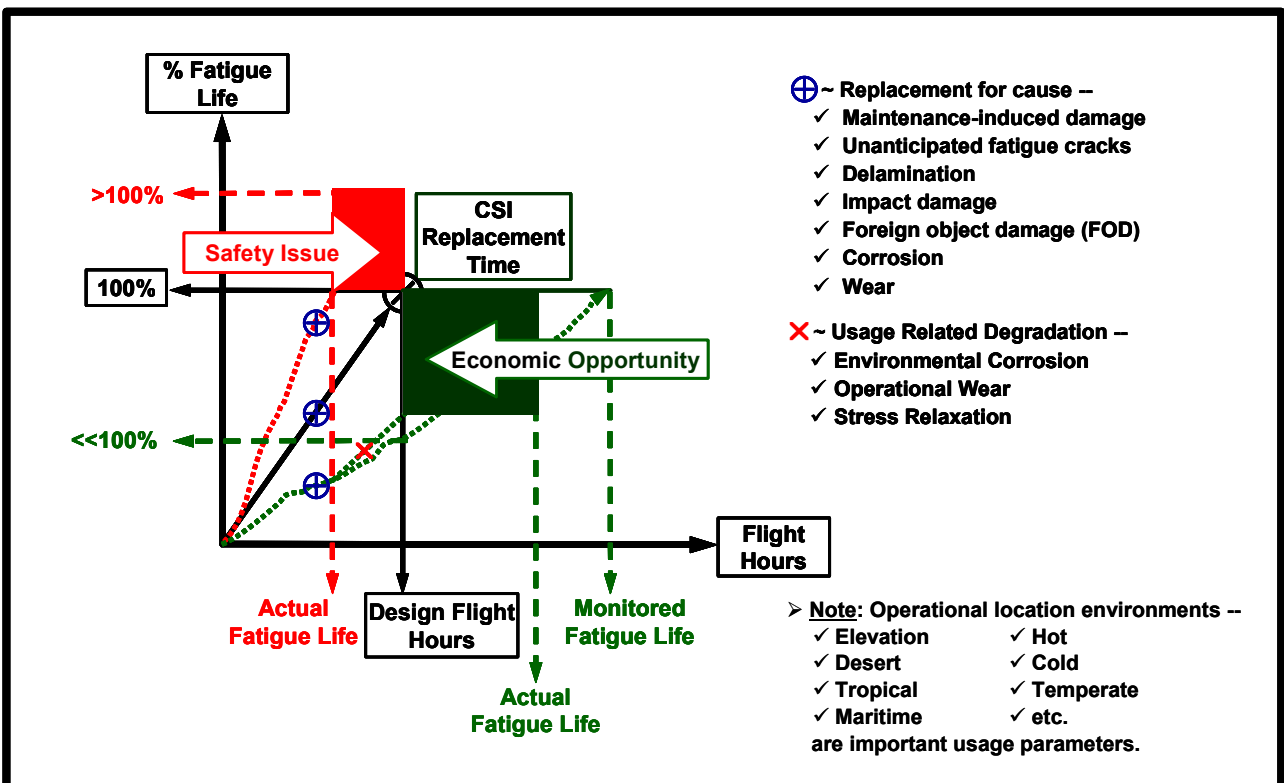 % Fatigue
Life
>100%
Safety Issue
CSI
Replacement
Time
100%
Economic Opportunity
<<100%
Flight
Hours
Actual
Fatigue Life
Design Flight
Hours
Monitored
Fatigue Life
Actual
Fatigue Life
~ Replacement for cause --
✓ Maintenance-induced damage
✓ Unanticipated fatigue cracks
✓ Delamination
✓ Impact damage
✓ Foreign object damage (FOD)
✓ Corrosion
✓ Wear
~ Usage Related Degradation --
✓ Environmental Corrosion
✓ Operational Wear
✓ Stress Relaxation
➢ Note: Operational location environments --
✓ Elevation ✓ Hot
✓ Desert ✓ Cold
✓ Tropical ✓ Temperate
✓ Maritime ✓ etc.
are important usage parameters.